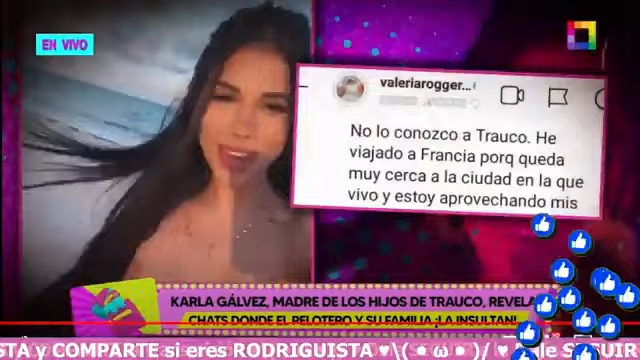 EN VIVO
valeriarogger...
No lo conozco a Trauco. He
viajado a Francia porq queda
muy cerca a la ciudad en la que
vivo y estoy aprovechando mis
KARLA GÁLVEZ, MADRE DE LOS HIJOS DE TRAUCO, REVELA
CHATS DONDE EL PELOTERO Y SU FAMILIA ¡LA INSULTAN!
STA y COMPARTE si eres RODRIGUISTA ♥\(★ω★)/ ♥ le SEGUIR